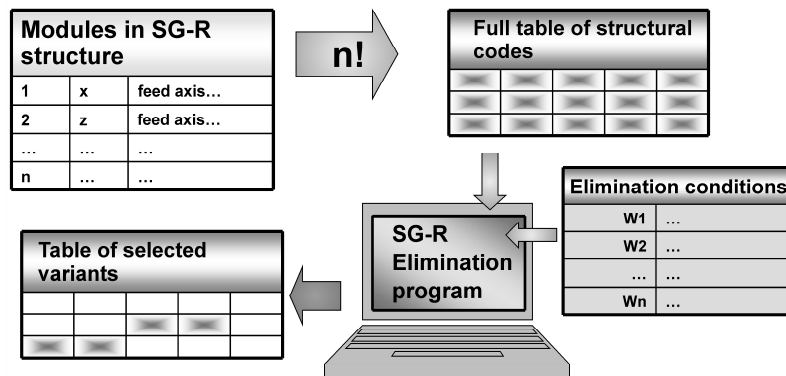 Modules in SG-R
structure
1 x feed axis...
2 z feed axis...
... ... ...
n ... ...
n!
Full table of structural
codes
Elimination conditions
W1 ...
W2 ...
... ...
Wn ...
SG-R
Elimination
program
Table of selected
variants